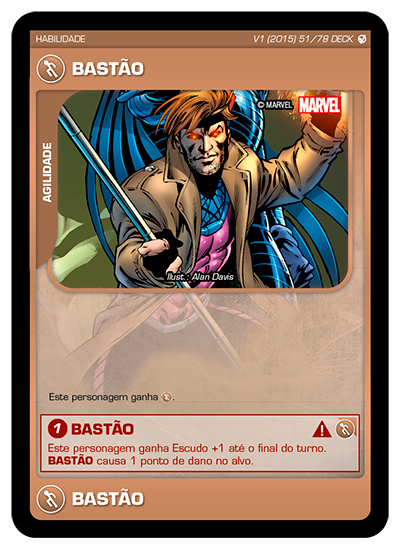 HABILIDADE
V1 (2015) 51/78 DECK
BASTÃO
© MARVEL
MARVEL
AGILIDADE
Ilust.: Alan Davis
Este personagem ganha .
1 BASTÃO
Este personagem ganha Escudo +1 até o final do turno.
BASTÃO causa 1 ponto de dano no alvo.
BASTÃO